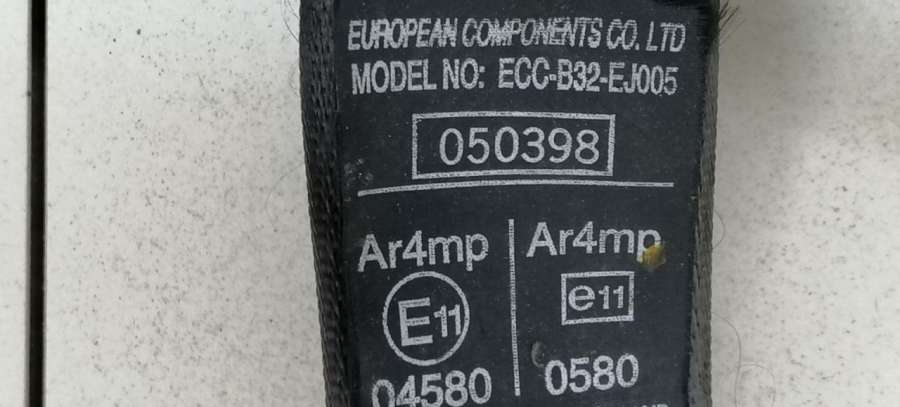 EUROPEAN COMPONENTS CO. LTD
MODEL NO: ECC-B32-EJ005
050398
Ar4mp Ar4mp
E11 e11
04580 0580